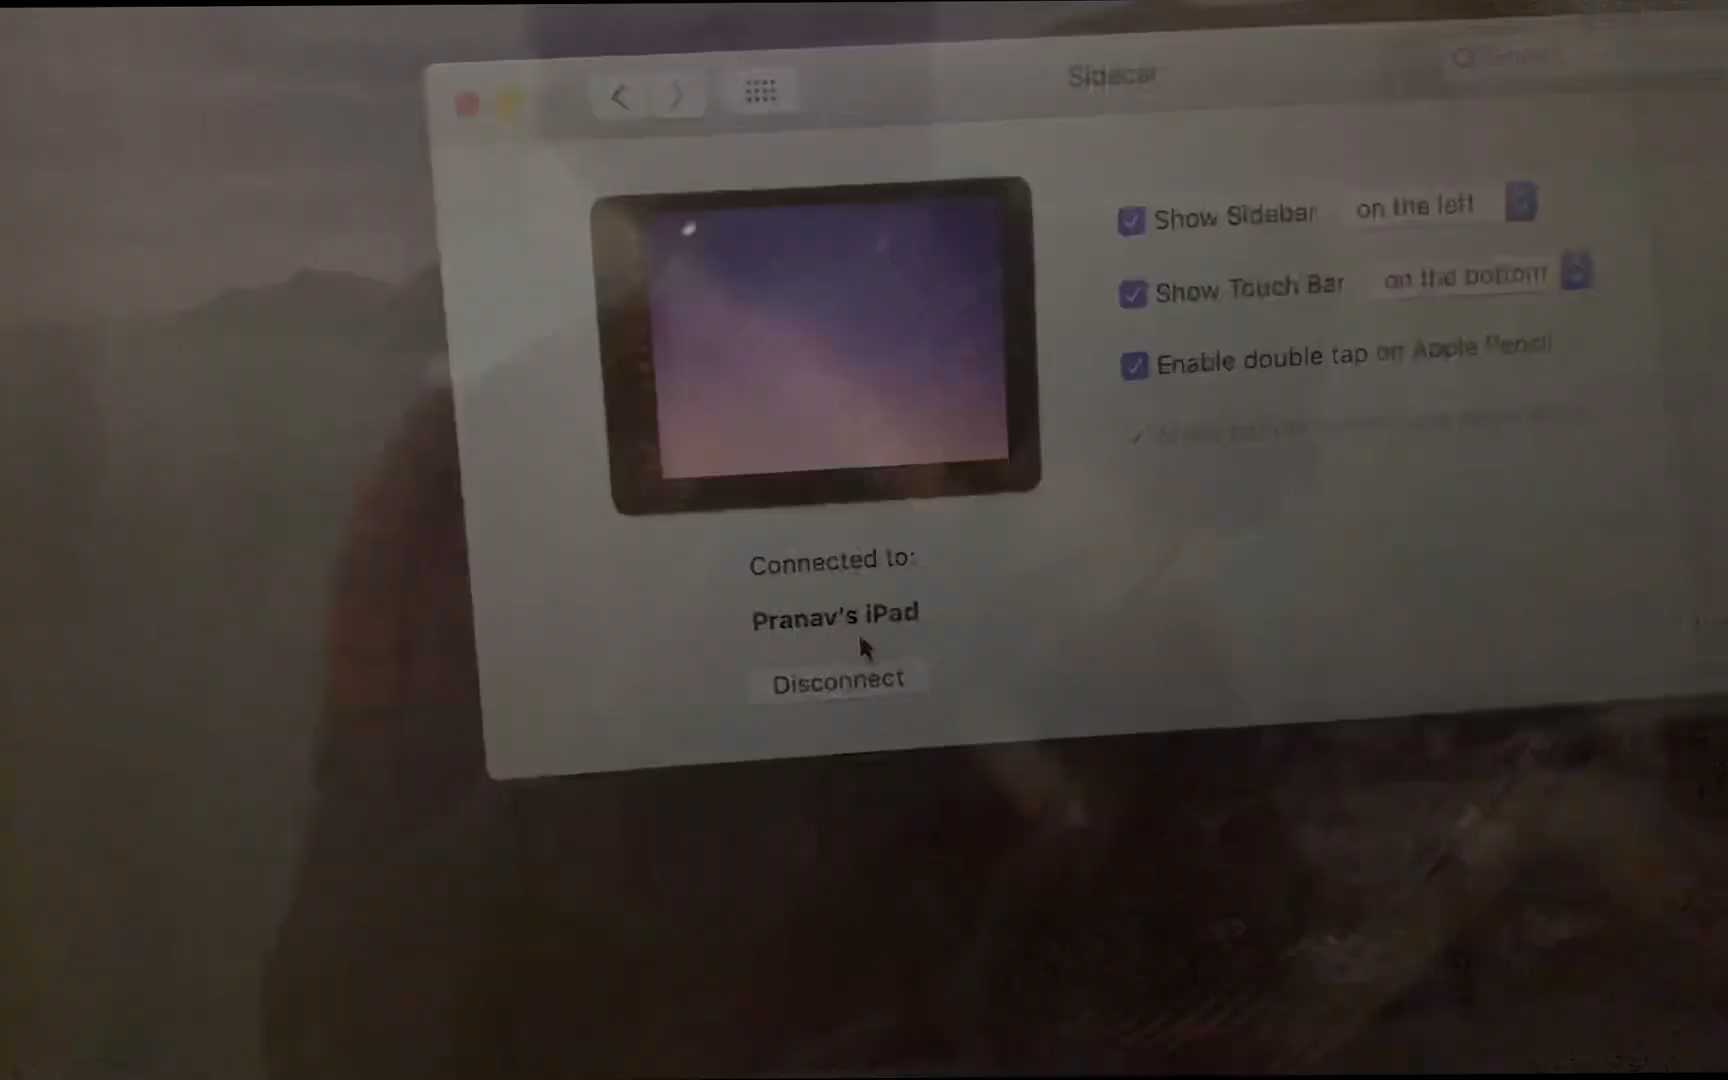 Sidecar
Show Sidebar on the left
Show Touch Bar on the bottom
Enable double tap on Apple Pencil
Connected to:
Pranav's iPad
Disconnect